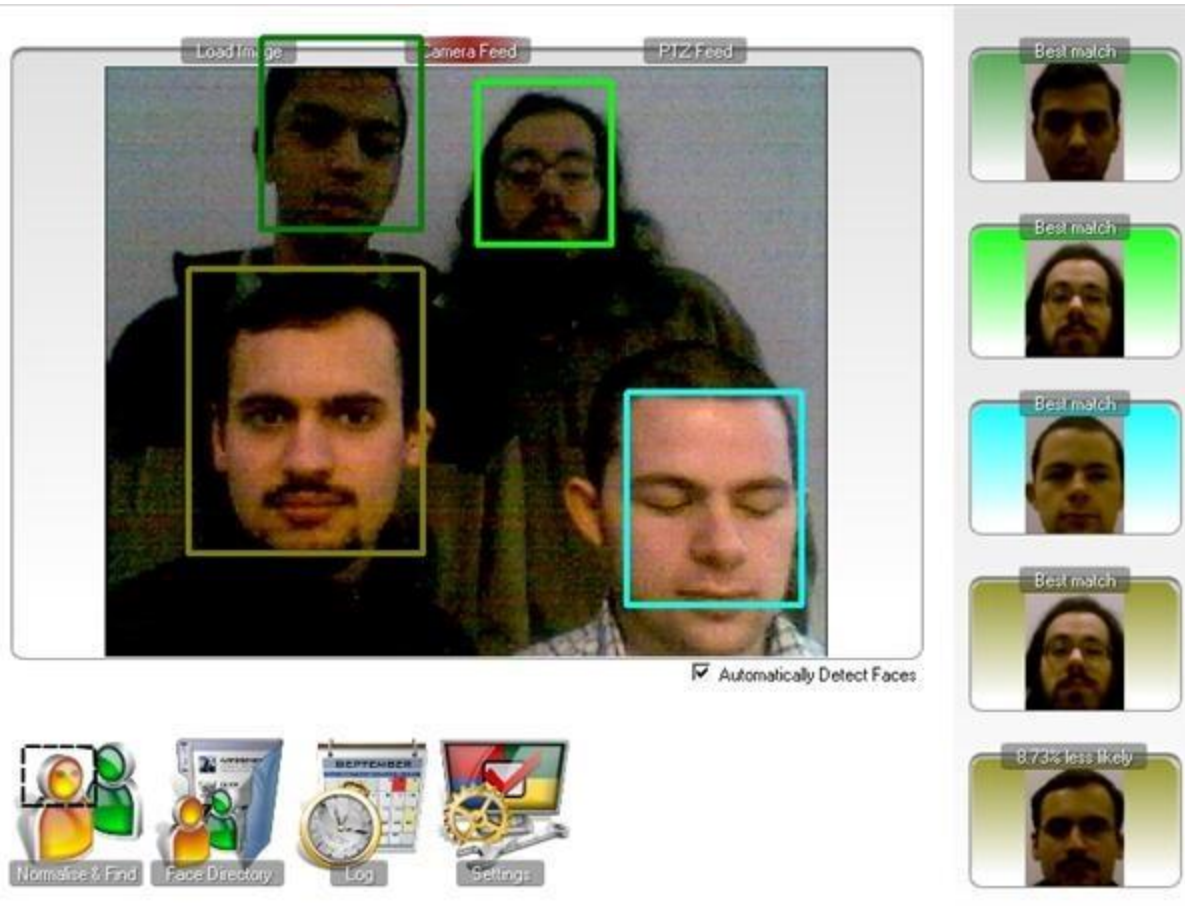 Load Image
Camera Feed
PTZ Feed
Best match
Best match
Best match
Best match
8.73% less likely
Automatically Detect Faces
SEPTEMBER
Normalise & Find
Face Directory
Log
Settings